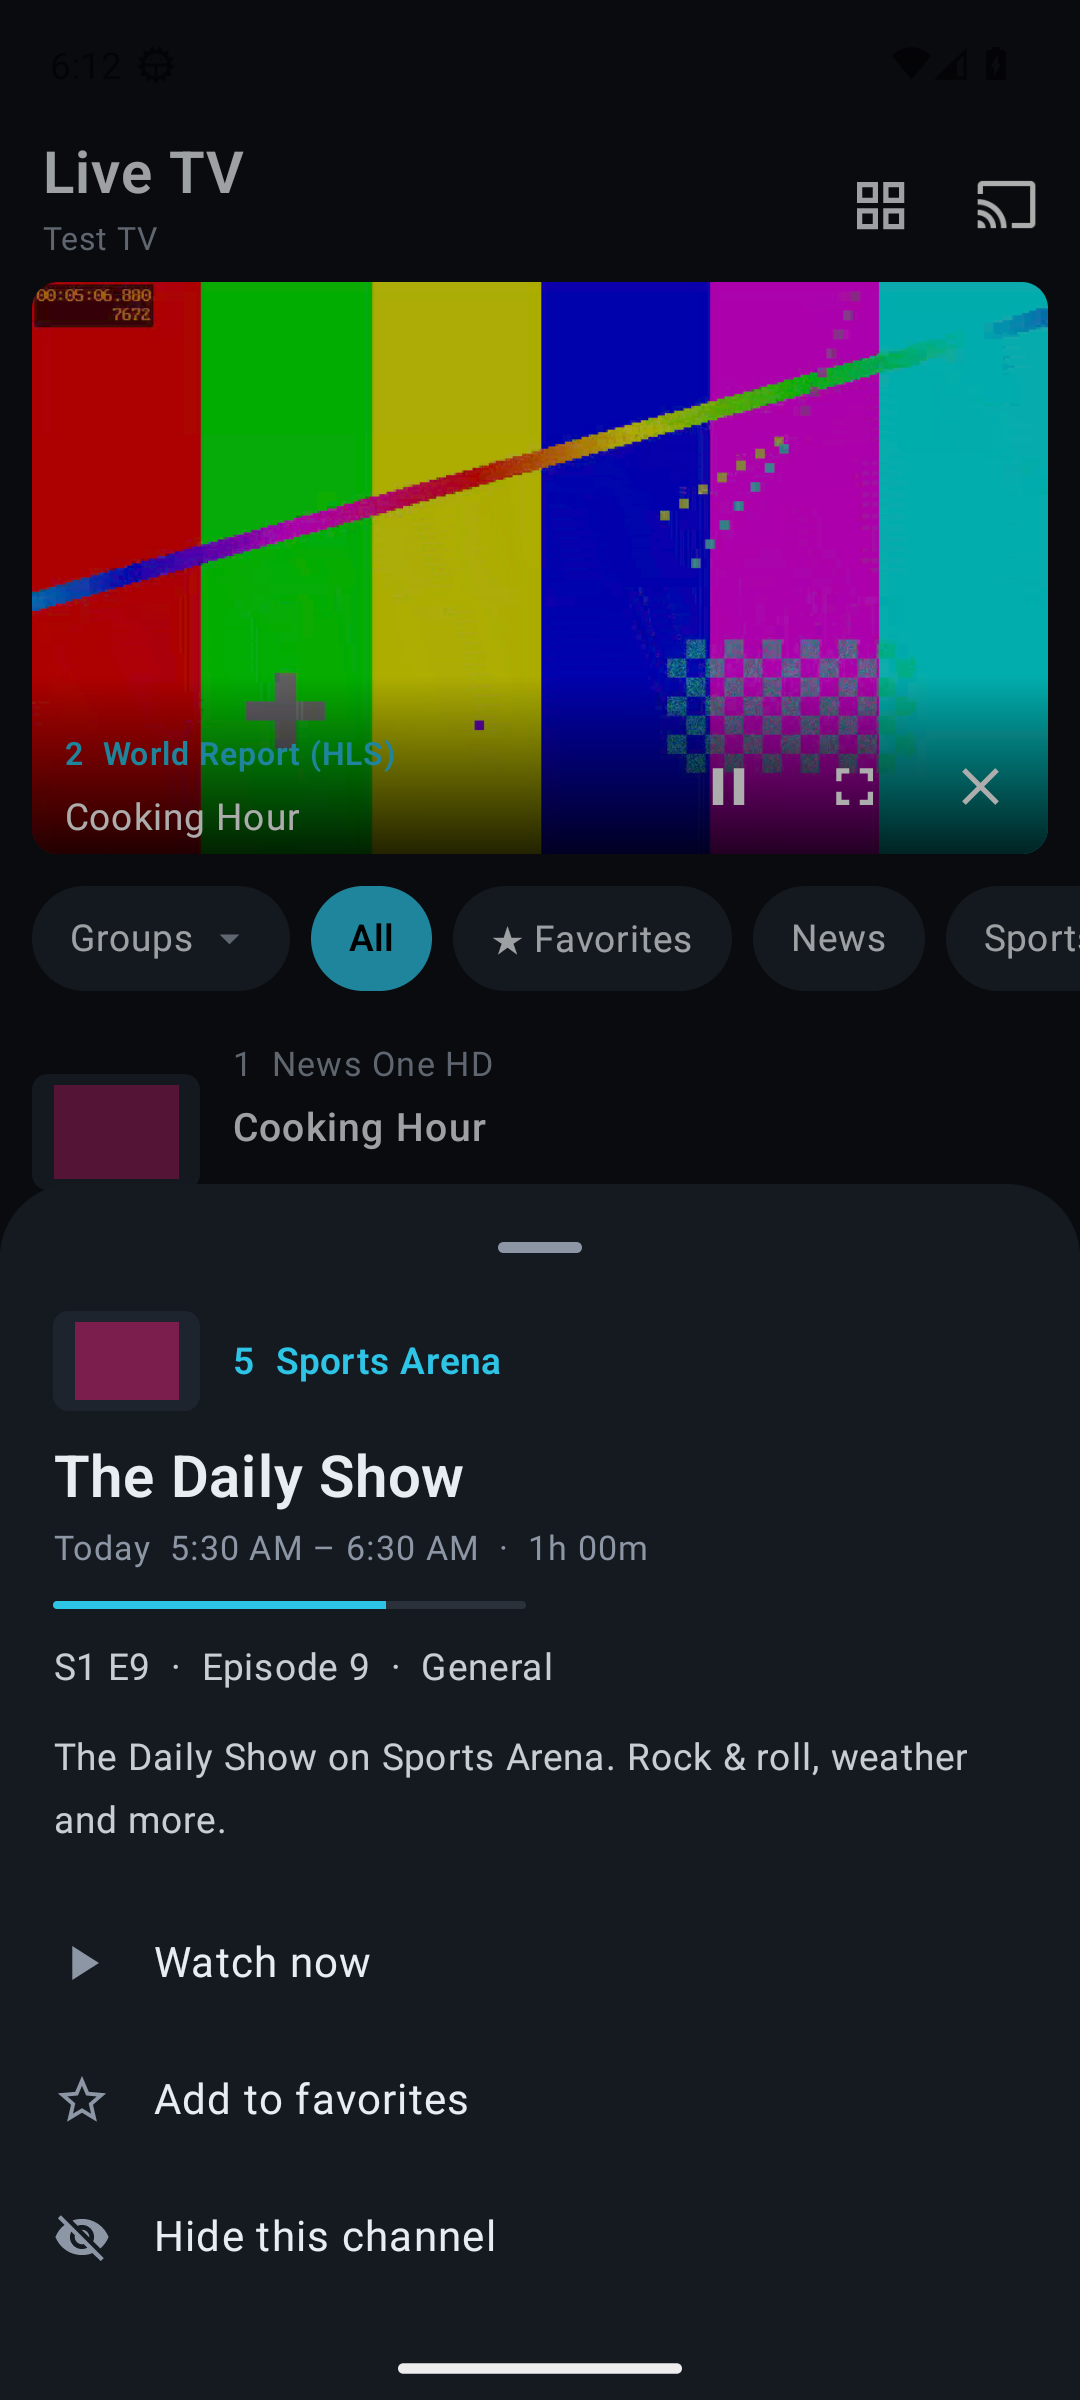 6:12
Live TV
Test TV
00:05:06.880
7672
2 World Report (HLS)
Cooking Hour
Groups
All
★ Favorites
News
Sports
1 News One HD
Cooking Hour
5 Sports Arena
The Daily Show
Today 5:30 AM – 6:30 AM · 1h 00m
S1 E9 · Episode 9 · General
The Daily Show on Sports Arena. Rock & roll, weather
and more.
Watch now
Add to favorites
Hide this channel